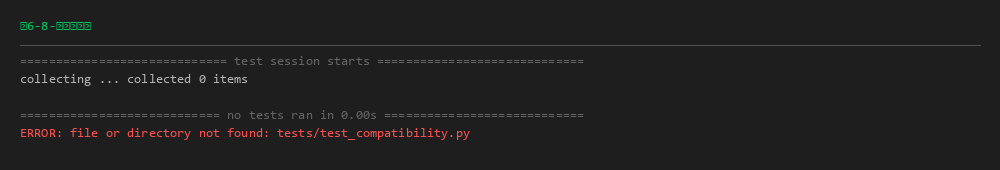 6-8-
============================= test session starts =============================
collecting ... collected 0 items
============================ no tests ran in 0.00s ============================
ERROR: file or directory not found: tests/test_compatibility.py